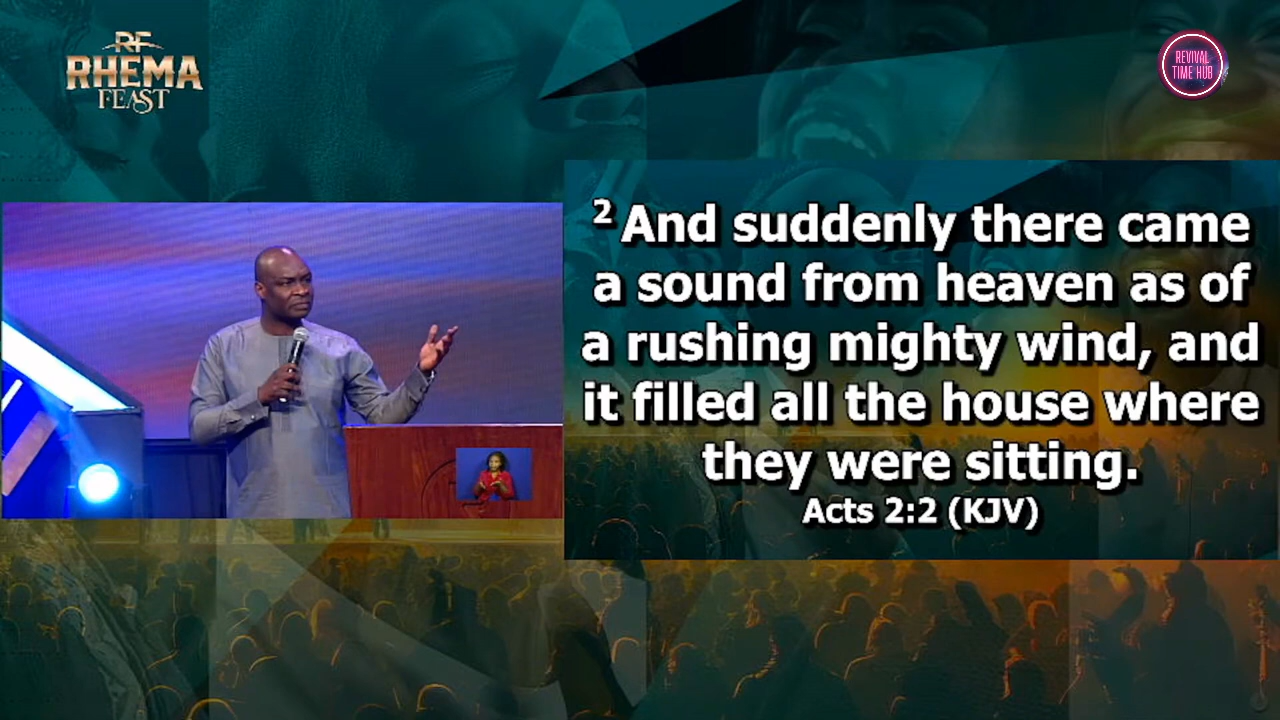 RF
RHEMA
FEAST
REVIVAL
TIME HUB
2 And suddenly there came
a sound from heaven as of
a rushing mighty wind, and
it filled all the house where
they were sitting.
Acts 2:2 (KJV)